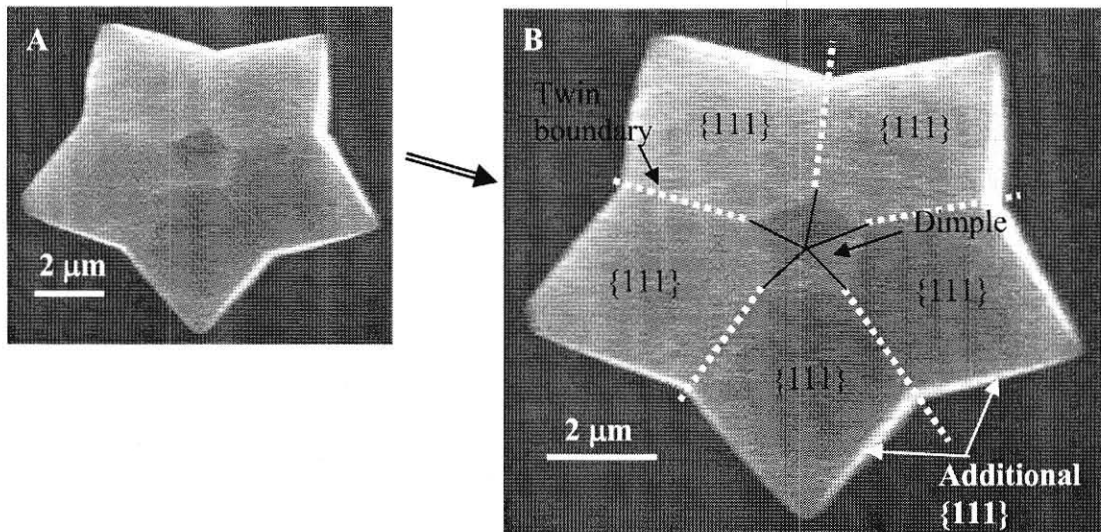 A
2 μm
B
Twin
boundary
{111}
{111}
Dimple
{111}
{111}
{111}
2 μm
Additional
{111}